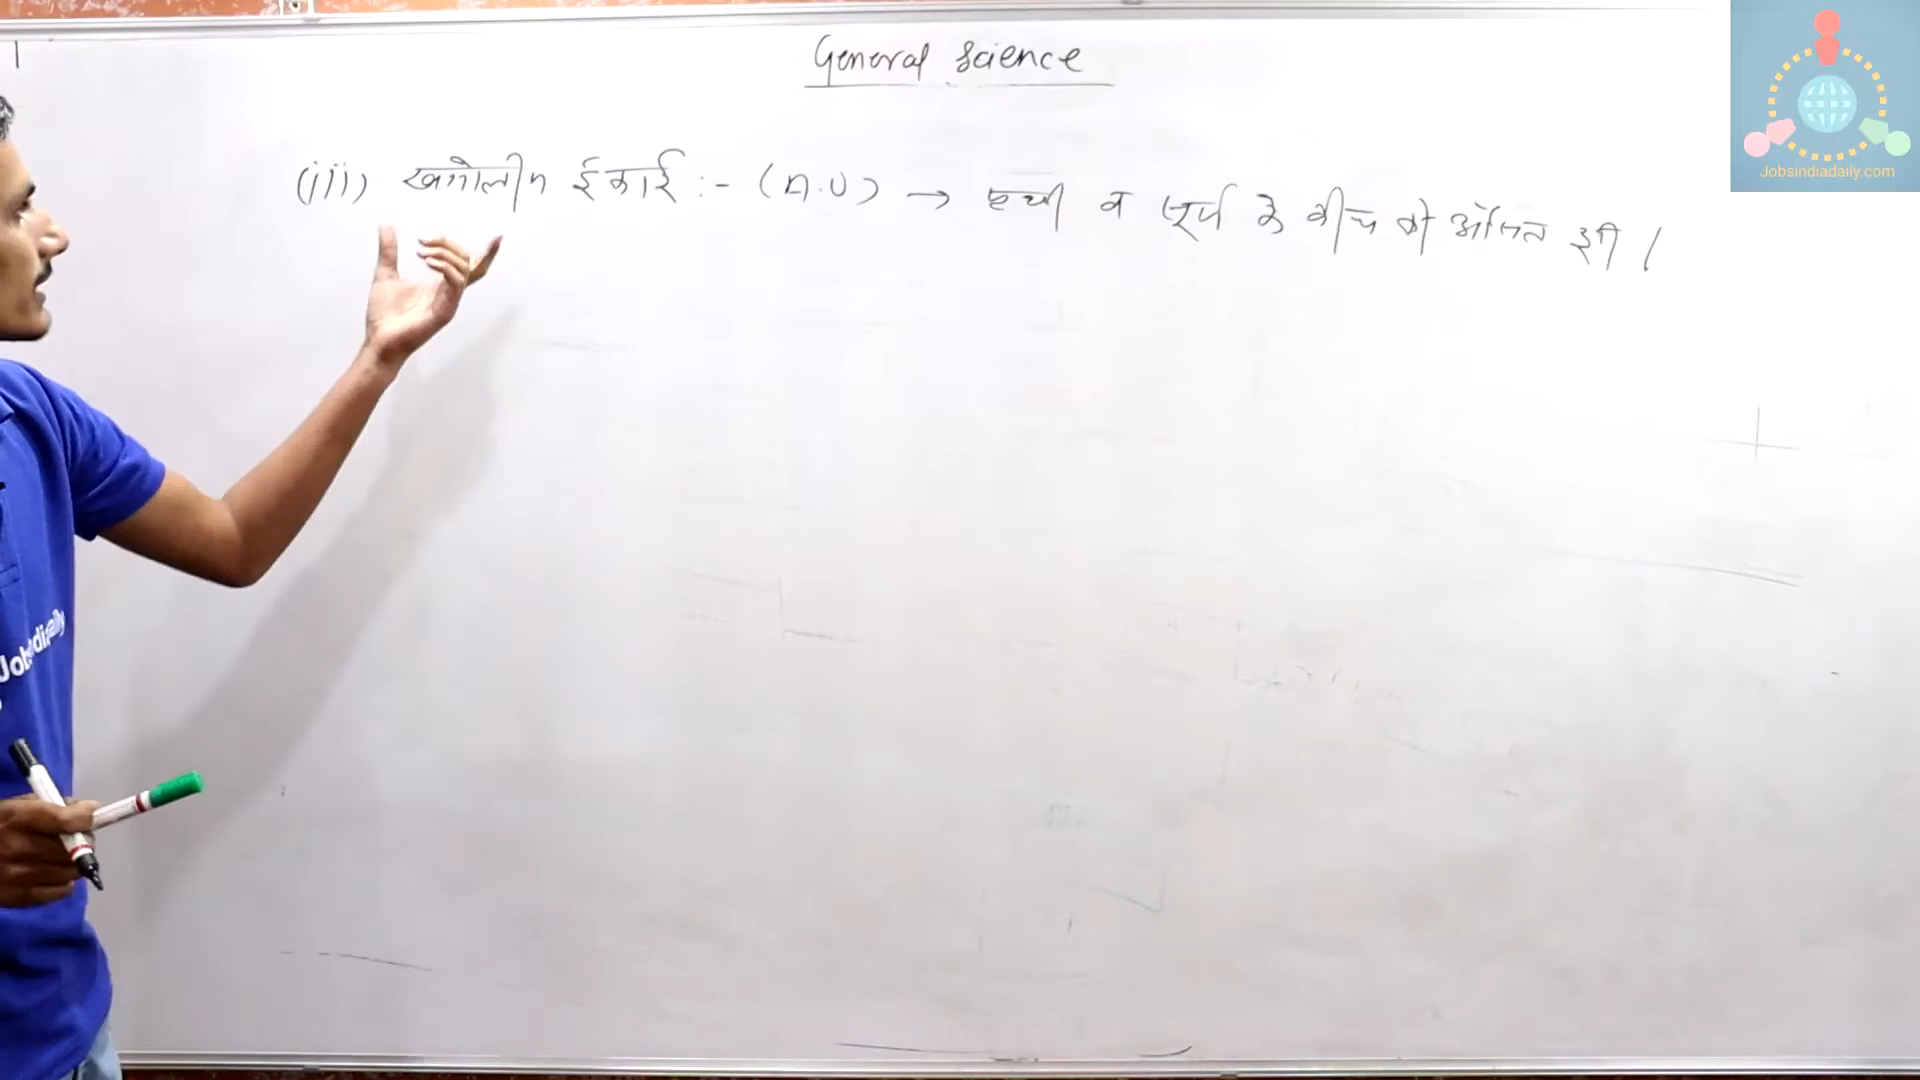 General Science
(iii) खगोलीय ईकाई :- (A.U) → पृथ्वी व सूर्य के बीच की औसत दूरी ।
Jobsindiadaily.com